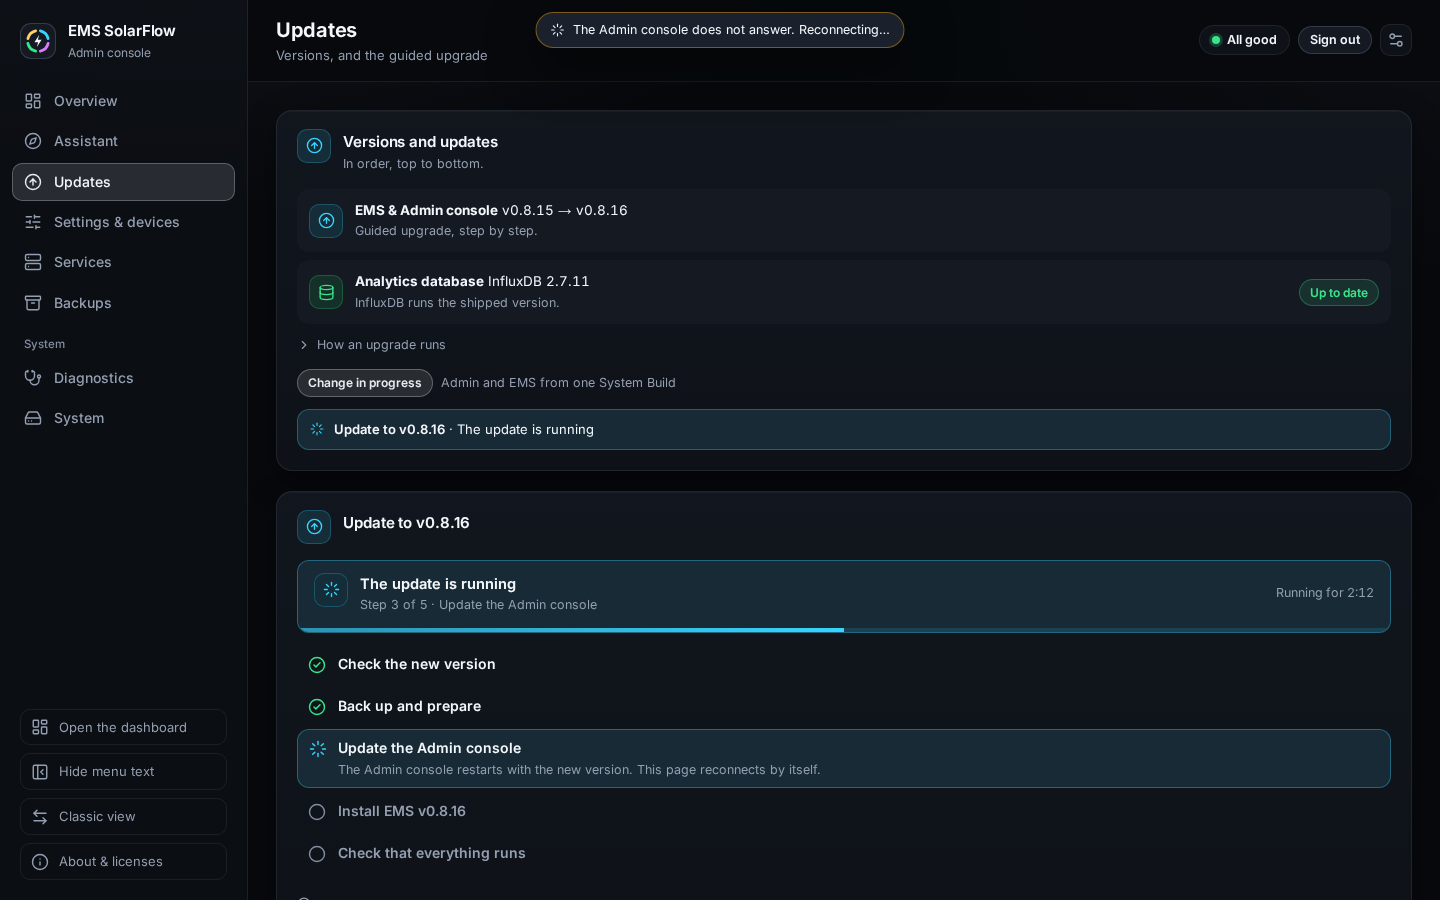 EMS SolarFlow
Admin console
Overview
Assistant
Updates
Settings & devices
Services
Backups
System
Diagnostics
System
Open the dashboard
Hide menu text
Classic view
About & licenses
Updates
Versions, and the guided upgrade
The Admin console does not answer. Reconnecting…
All good
Sign out
Versions and updates
In order, top to bottom.
EMS & Admin console v0.8.15 → v0.8.16
Guided upgrade, step by step.
Analytics database InfluxDB 2.7.11
InfluxDB runs the shipped version.
Up to date
How an upgrade runs
Change in progress Admin and EMS from one System Build
Update to v0.8.16 · The update is running
Update to v0.8.16
The update is running
Step 3 of 5 · Update the Admin console
Running for 2:12
Check the new version
Back up and prepare
Update the Admin console
The Admin console restarts with the new version. This page reconnects by itself.
Install EMS v0.8.16
Check that everything runs